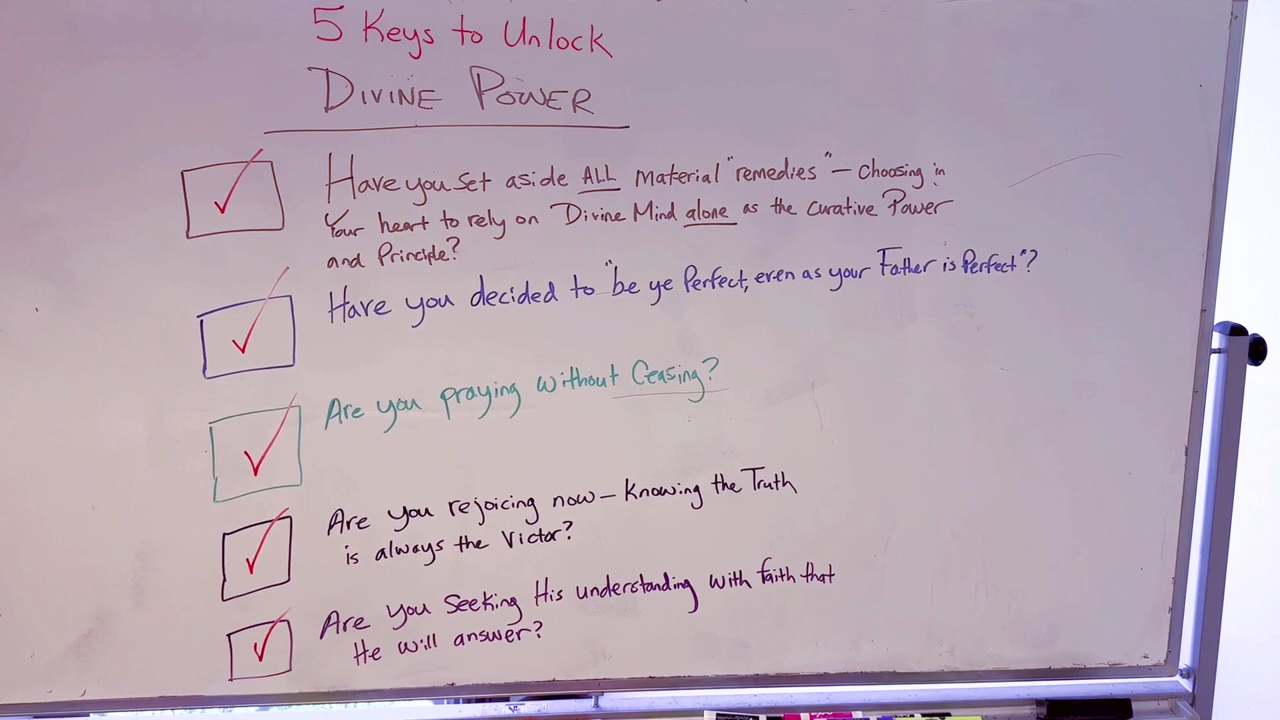 5 Keys to Unlock
DIVINE POWER
Have you set aside ALL Material "remedies" – choosing in
Your heart to rely on Divine Mind alone as the curative Power
and Principle?
Have you decided to "be ye Perfect, even as your Father is Perfect"?
Are you praying without Ceasing?
Are you rejoicing now – Knowing the Truth
is always the Victor?
Are you Seeking His understanding with faith that
He will answer?